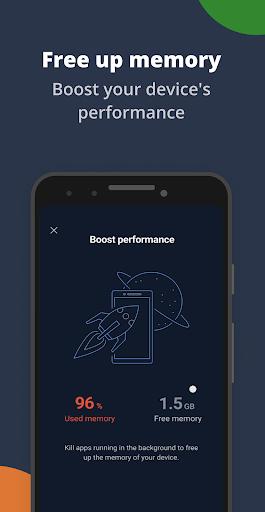 Free up memory
Boost your device's
performance
Boost performance
96 % 1.5 GB
Used memory Free memory
Kill apps running in the background to free
up the memory of your device.